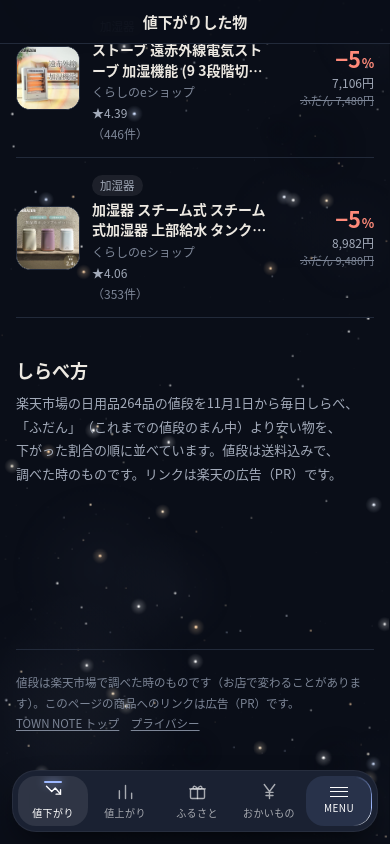 値下がりした物
ストーブ 遠赤外線電気スト
ーブ 加湿機能 (9 3段階切…
くらしのeショップ
★4.39
（446件）
−5%
7,106円
ふだん 7,480円
加湿器
加湿器 スチーム式 スチーム
式加湿器 上部給水 タンク…
くらしのeショップ
★4.06
（353件）
−5%
8,982円
ふだん 9,480円
しらべ方
楽天市場の日用品264品の値段を11月1日から毎日しらべ、
「ふだん」（これまでの値段のまん中）より安い物を、
下がった割合の順に並べています。値段は送料込みで、
調べた時のものです。リンクは楽天の広告（PR）です。
値段は楽天市場で調べた時のものです（お店で変わることがありま
す）。このページの商品へのリンクは広告（PR）です。
TOWN NOTE トップ プライバシー
値下がり
値上がり
ふるさと
おかいもの
MENU